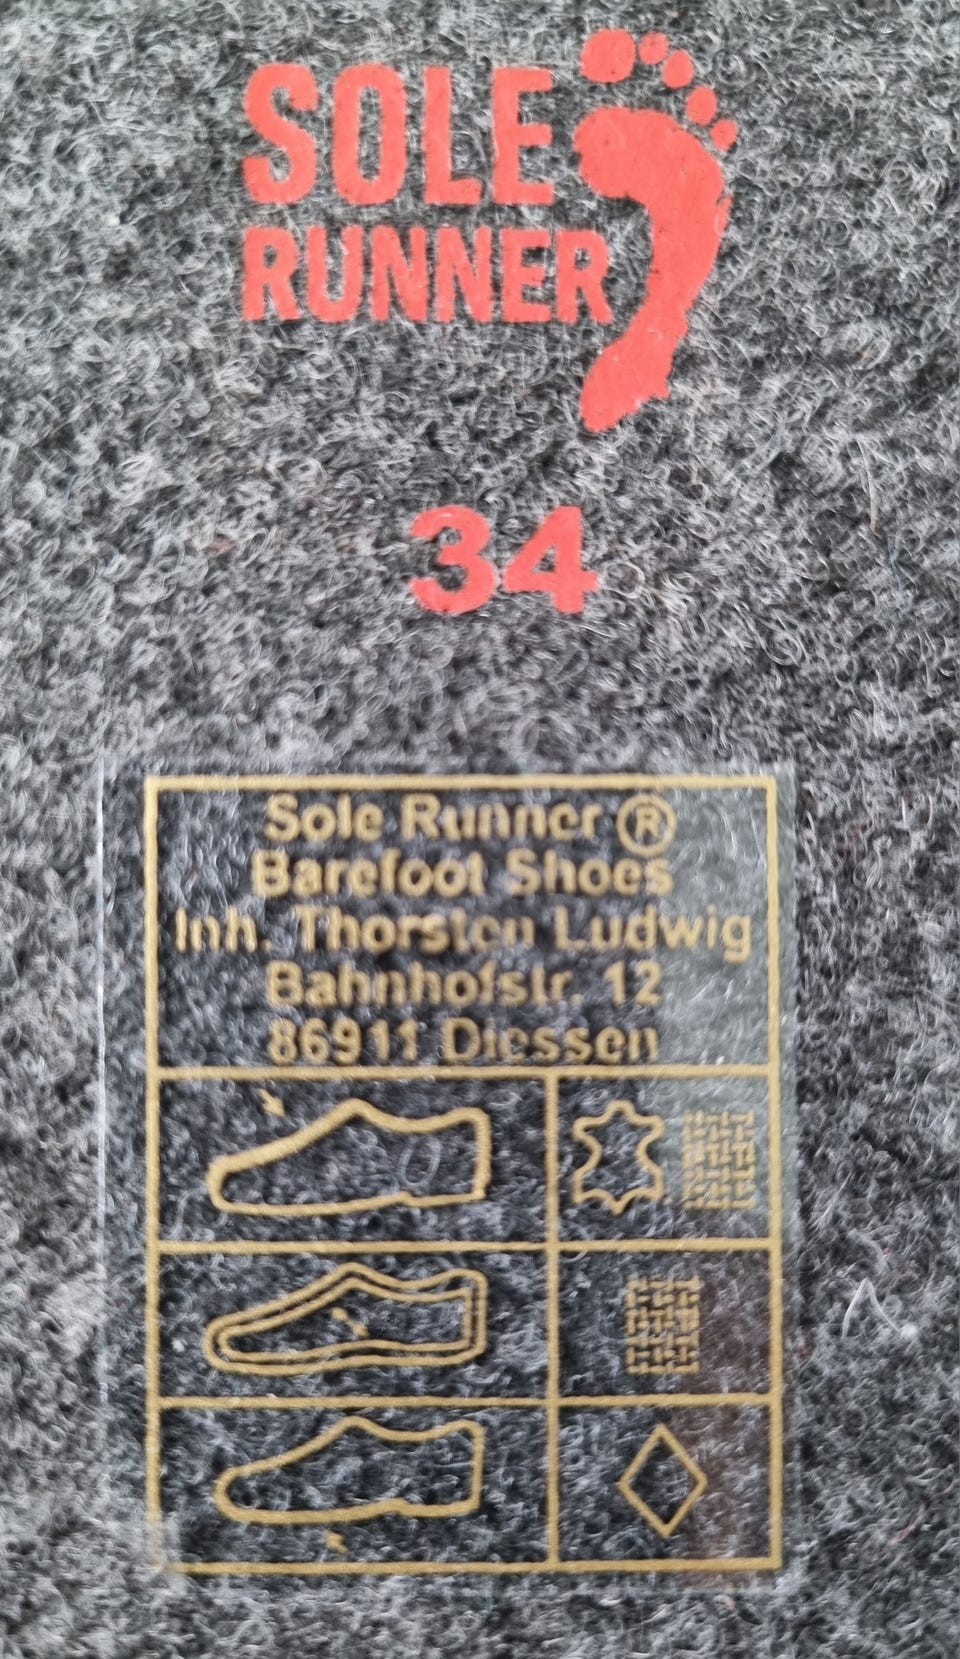 SOLE
RUNNER
34
Sole Runner ®
Barefoot Shoes
Inh. Thorsten Ludwig
Bahnhofstr. 12
86911 Diessen